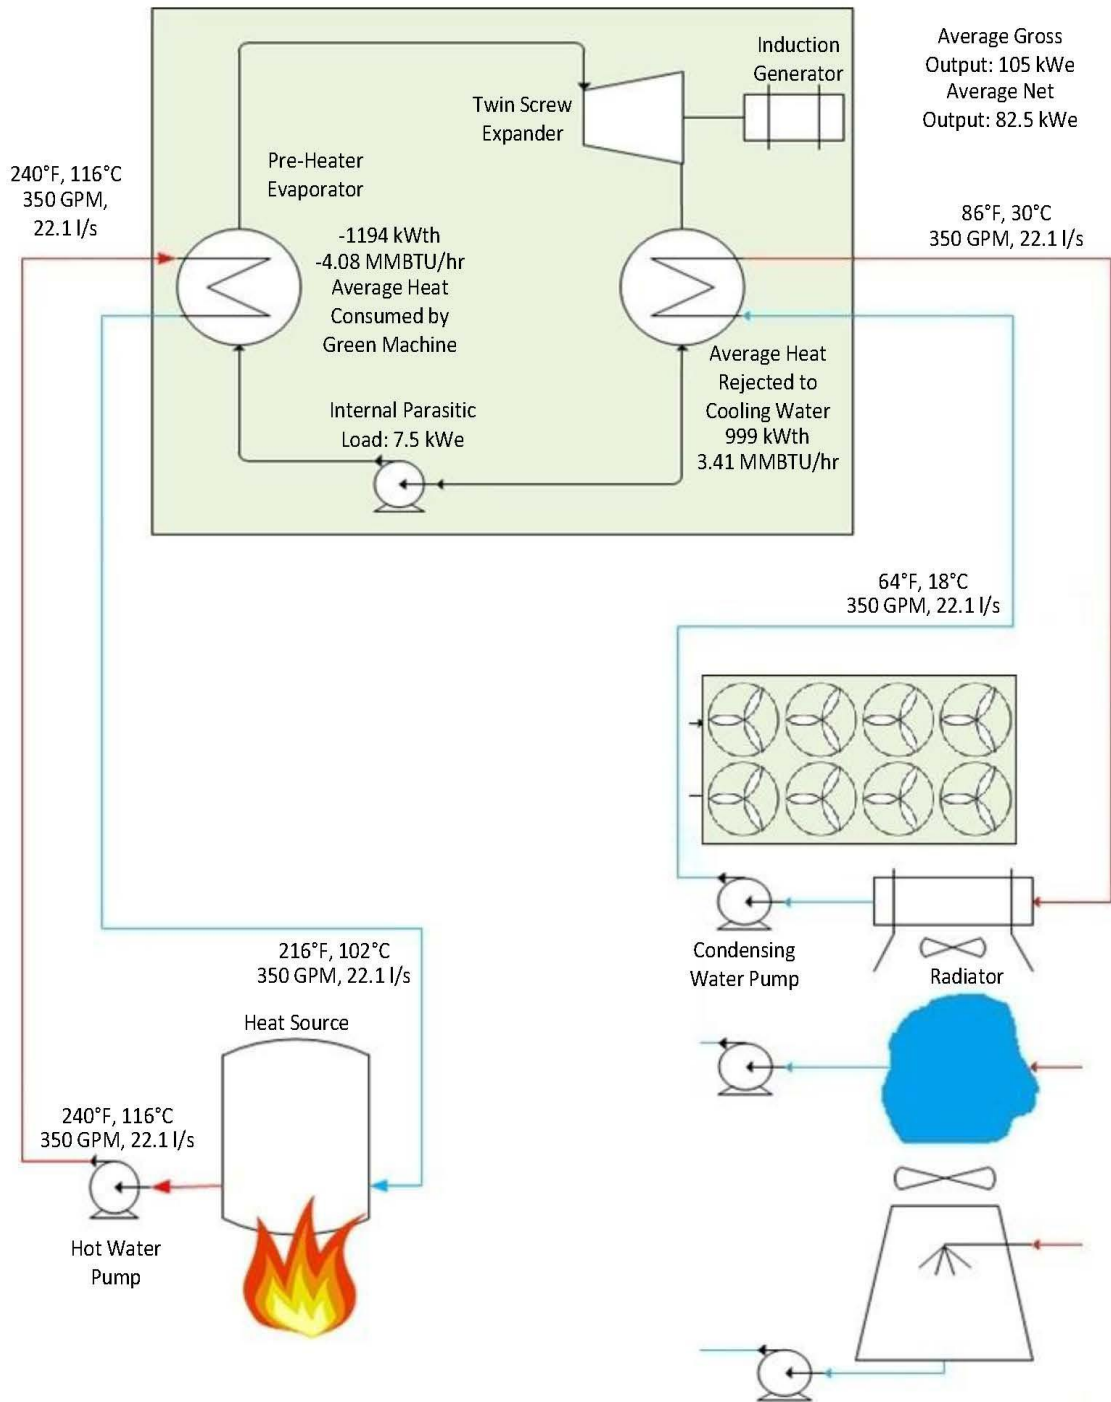 Induction
Generator
Average Gross
Output: 105 kWe
Average Net
Output: 82.5 kWe
Twin Screw
Expander
Pre-Heater
Evaporator
240°F, 116°C
350 GPM,
22.1 l/s
-1194 kWth
-4.08 MMBTU/hr
Average Heat
Consumed by
Green Machine
86°F, 30°C
350 GPM, 22.1 l/s
Average Heat
Rejected to
Cooling Water
999 kWth
3.41 MMBTU/hr
Internal Parasitic
Load: 7.5 kWe
64°F, 18°C
350 GPM, 22.1 l/s
216°F, 102°C
350 GPM, 22.1 l/s
Condensing
Water Pump
Radiator
Heat Source
240°F, 116°C
350 GPM, 22.1 l/s
Hot Water
Pump